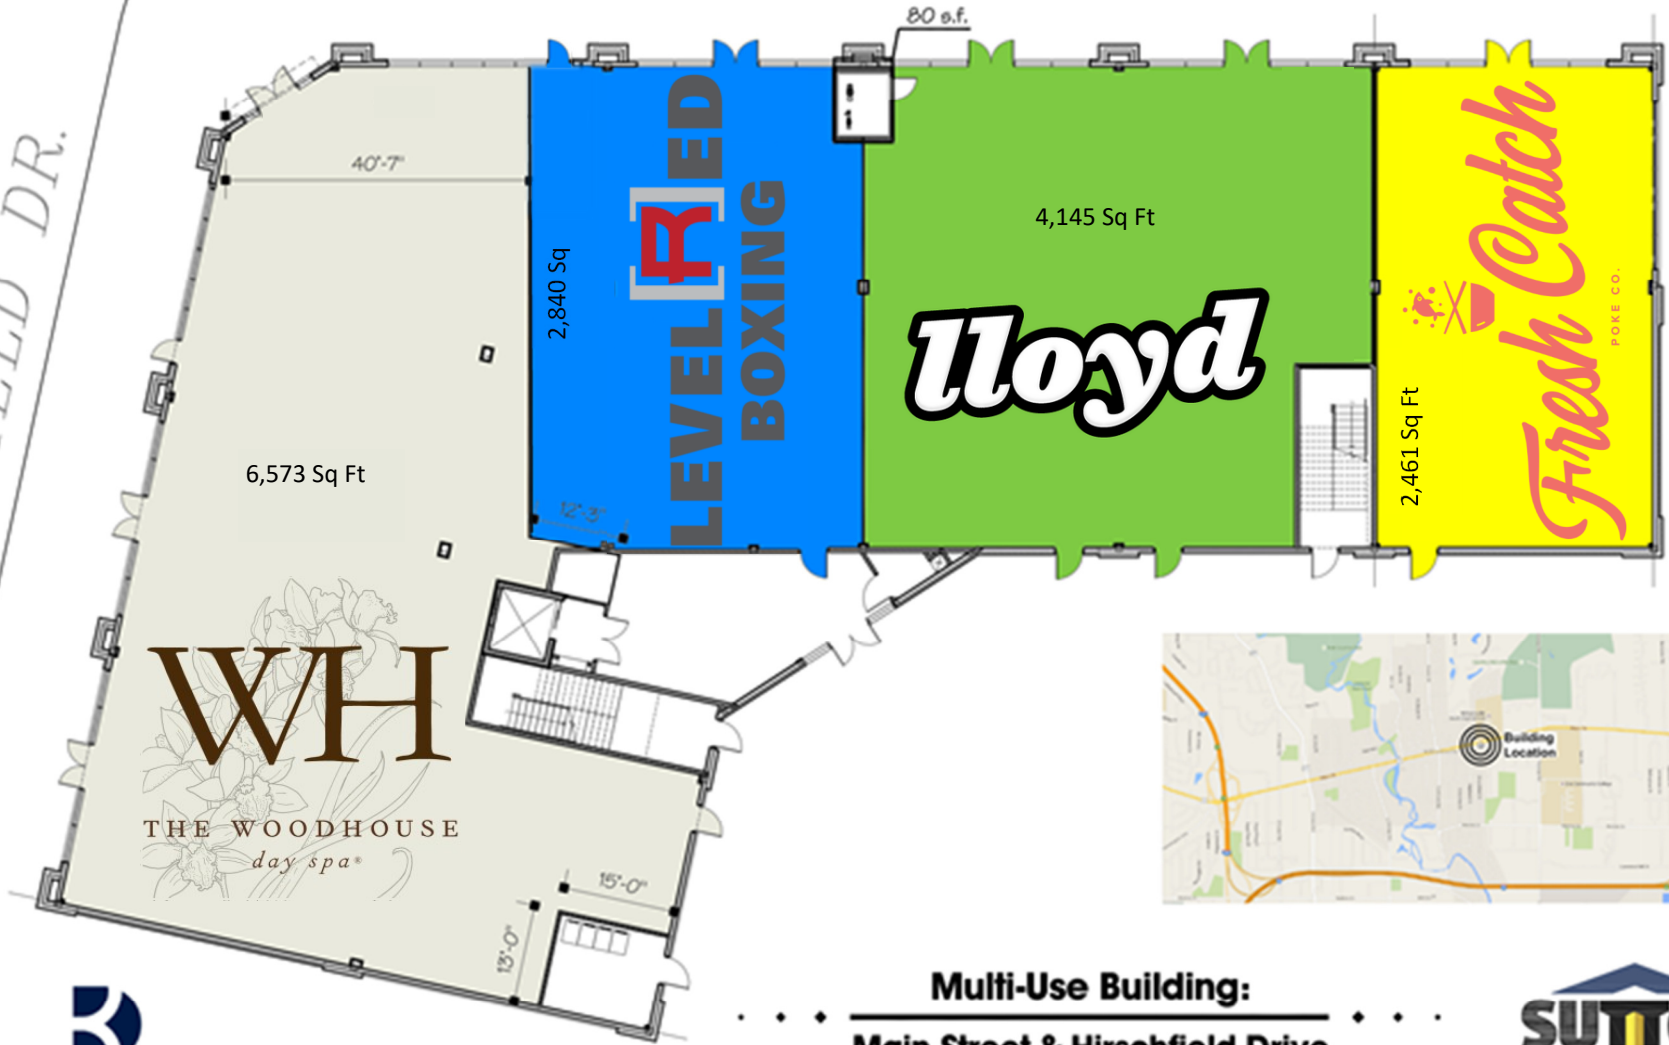 80 s.f.
40'-7"
DR.
2,840 Sq
LEVEL[R]ED
BOXING
4,145 Sq Ft
lloyd
2,461 Sq Ft
Fresh Catch
POKE CO.
6,573 Sq Ft
12'-3"
WH
THE WOODHOUSE
day spa®
15'-0"
13'-0"
Building
Location
Multi-Use Building:
Main Street & Hirschfield Drive